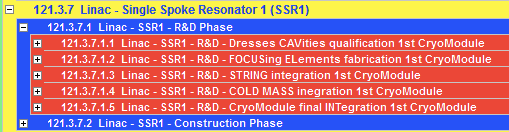 121.3.7 Linac - Single Spoke Resonator 1 (SSR1)
121.3.7.1 Linac - SSR1 - R&D Phase
121.3.7.1.1 Linac - SSR1 - R&D - Dresses CAVities qualification 1st CryoModule
121.3.7.1.2 Linac - SSR1 - R&D - FOCUSing ELements fabrication 1st CryoModule
121.3.7.1.3 Linac - SSR1 - R&D - STRING integration 1st CryoModule
121.3.7.1.4 Linac - SSR1 - R&D - COLD MASS inegration 1st CryoModule
121.3.7.1.5 Linac - SSR1 - R&D - CryoModule final INTegration 1st CryoModule
121.3.7.2 Linac - SSR1 - Construction Phase